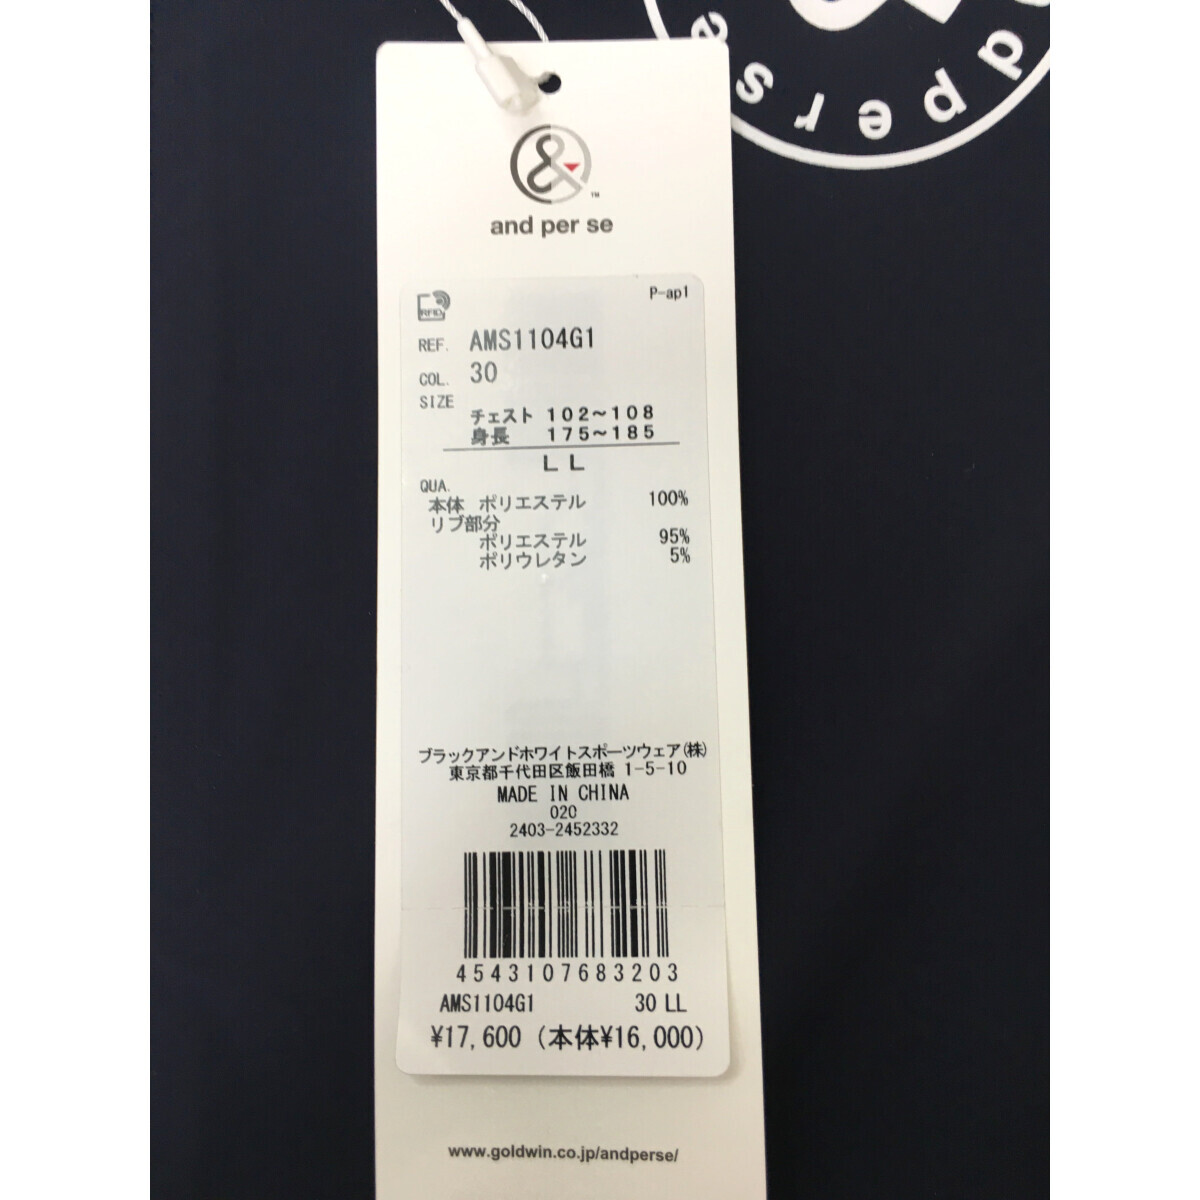 dperse
and per se
P-ap1
RFID
REF. AMS1104G1
COL. 30
SIZE
チェスト 102～108
身長 175～185
LL
QUA.
本体 ポリエステル 100%
リブ部分
ポリエステル 95%
ポリウレタン 5%
ブラックアンドホワイトスポーツウェア(株)
東京都千代田区飯田橋 1-5-10
MADE IN CHINA
020
2403-2452332
4543107683203
AMS1104G1 30 LL
¥17,600 (本体¥16,000)
www.goldwin.co.jp/andperse/